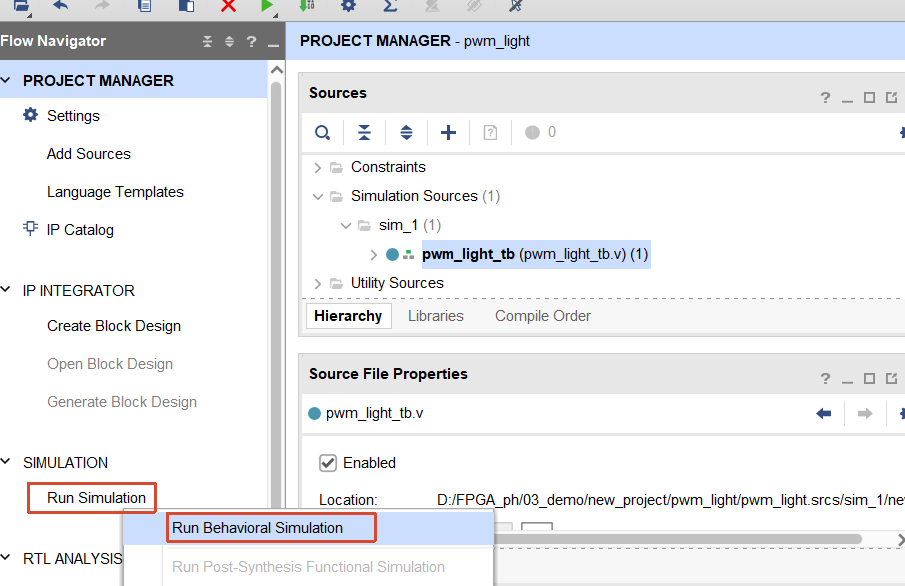 Flow Navigator
PROJECT MANAGER
Settings
Add Sources
Language Templates
IP Catalog
IP INTEGRATOR
Create Block Design
Open Block Design
Generate Block Design
SIMULATION
Run Simulation
RTL ANALYSIS
Run Behavioral Simulation
Run Post-Synthesis Functional Simulation
PROJECT MANAGER - pwm_light
Sources
0
Constraints
Simulation Sources (1)
sim_1 (1)
pwm_light_tb (pwm_light_tb.v) (1)
Utility Sources
Hierarchy Libraries Compile Order
Source File Properties
pwm_light_tb.v
Enabled
Location: D:/FPGA_ph/03_demo/new_project/pwm_light/pwm_light.srcs/sim_1/new